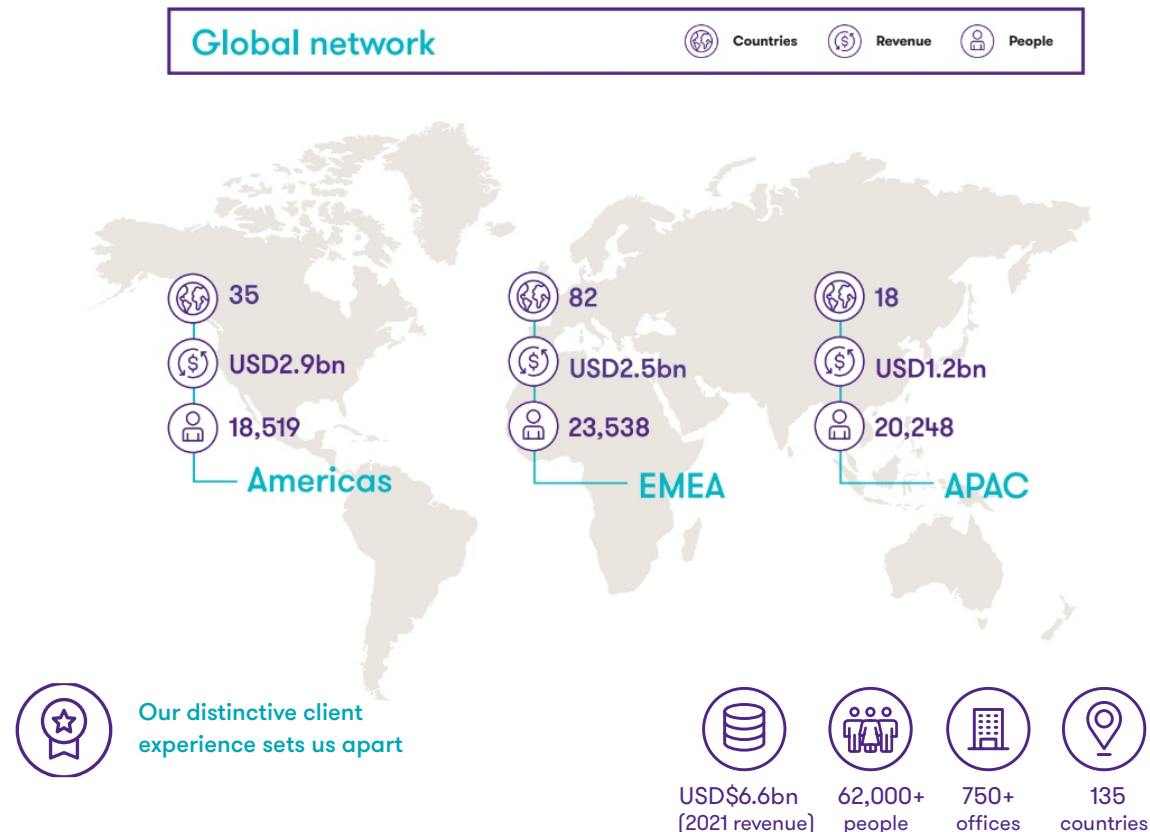 Global network
Countries
Revenue
People
35
USD2.9bn
18,519
Americas
82
USD2.5bn
23,538
EMEA
18
USD1.2bn
20,248
APAC
Our distinctive client
experience sets us apart
USD$6.6bn
(2021 revenue)
62,000+
people
750+
offices
135
countries